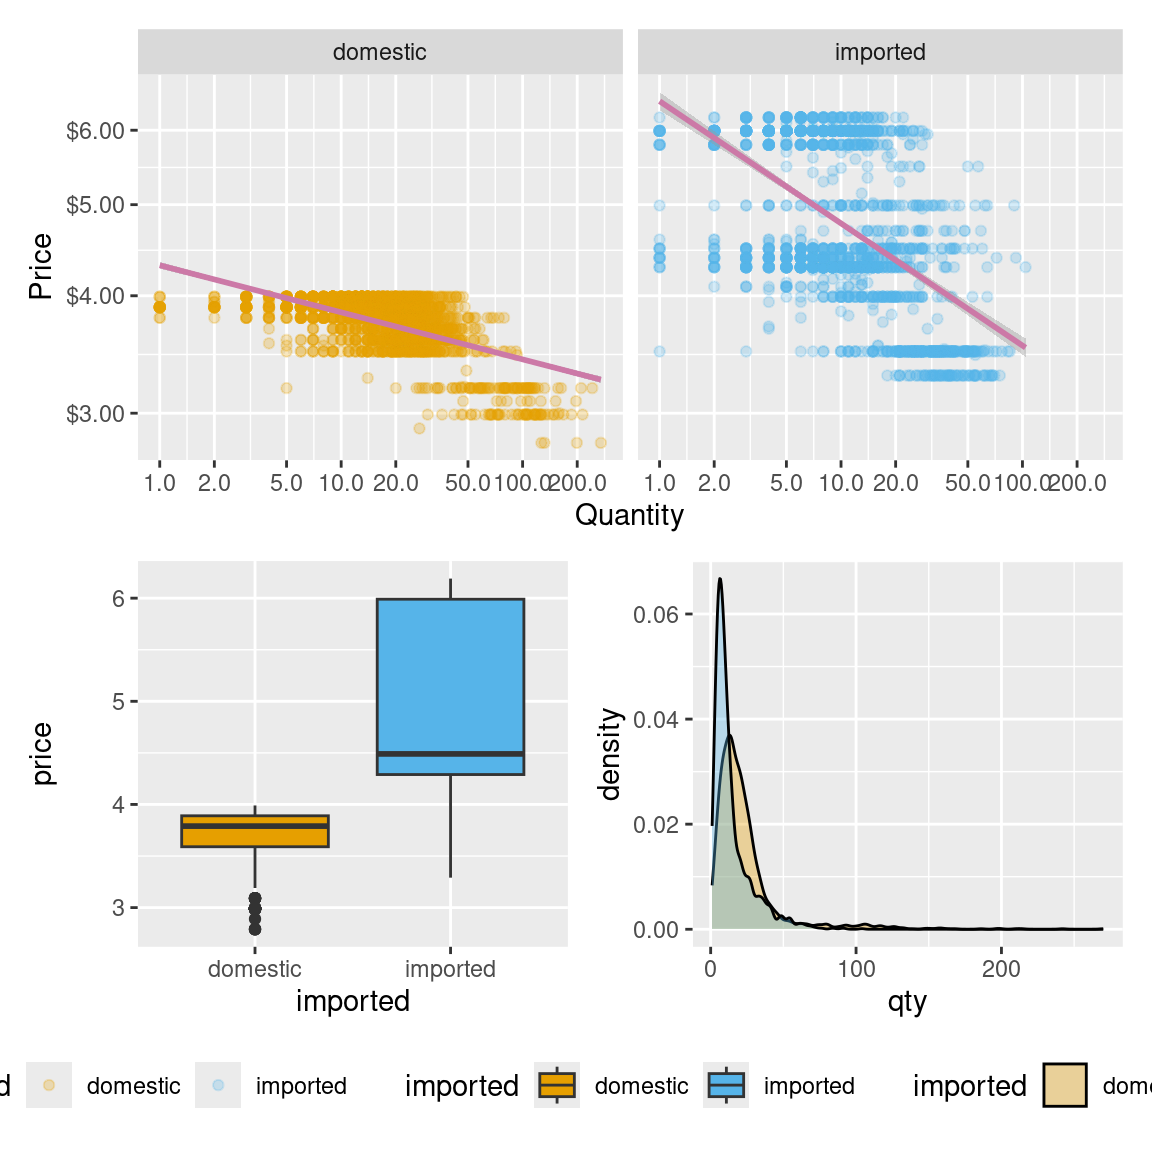 domestic imported
$6.00
$5.00
$4.00
$3.00
Price
1.0 2.0 5.0 10.0 20.0 50.0 100.0 200.0 1.0 2.0 5.0 10.0 20.0 50.0 100.0 200.0
Quantity
6
5
4
3
price
domestic imported
imported
0.06
0.04
0.02
0.00
density
0 100 200
qty
d domestic imported imported domestic imported imported dome